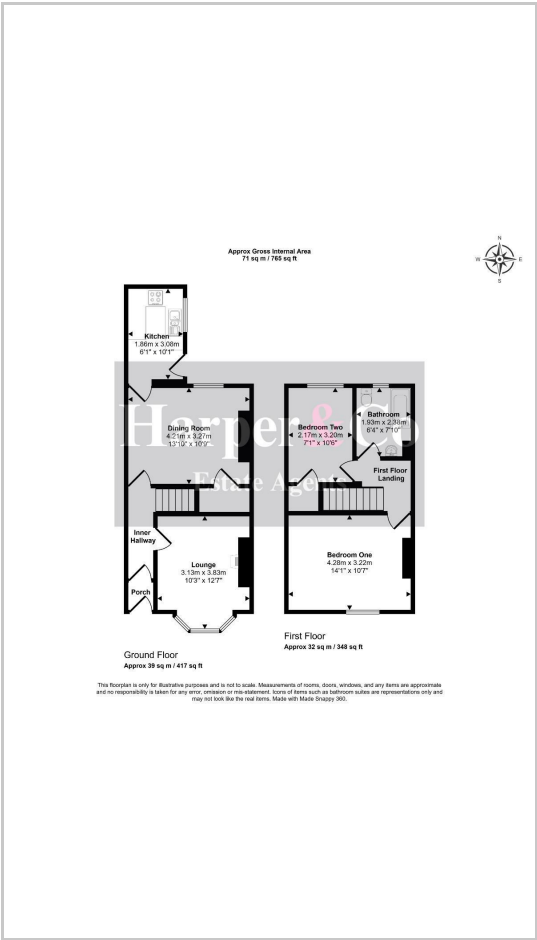 Approx Gross Internal Area
71 sq m / 765 sq ft
N
W
E
S
Kitchen
1.86m x 3.08m
6'1" x 10'1"
Harper & Co
Estate Agents
Dining Room
4.21m x 3.27m
13'10" x 10'9"
Bedroom Two
2.17m x 3.20m
7'1" x 10'6"
Bathroom
1.93m x 2.38m
6'4" x 7'10"
First Floor
Landing
Inner
Hallway
Lounge
3.13m x 3.83m
10'3" x 12'7"
Porch
Bedroom One
4.28m x 3.22m
14'1" x 10'7"
Ground Floor
Approx 39 sq m / 417 sq ft
First Floor
Approx 32 sq m / 348 sq ft
This floorplan is only for illustrative purposes and is not to scale. Measurements of rooms, doors, windows, and any items are approximate
and no responsibility is taken for any error, omission or mis-statement. Icons of items such as bathroom suites are representations only and
may not look like the real items. Made with Made Snappy 360.